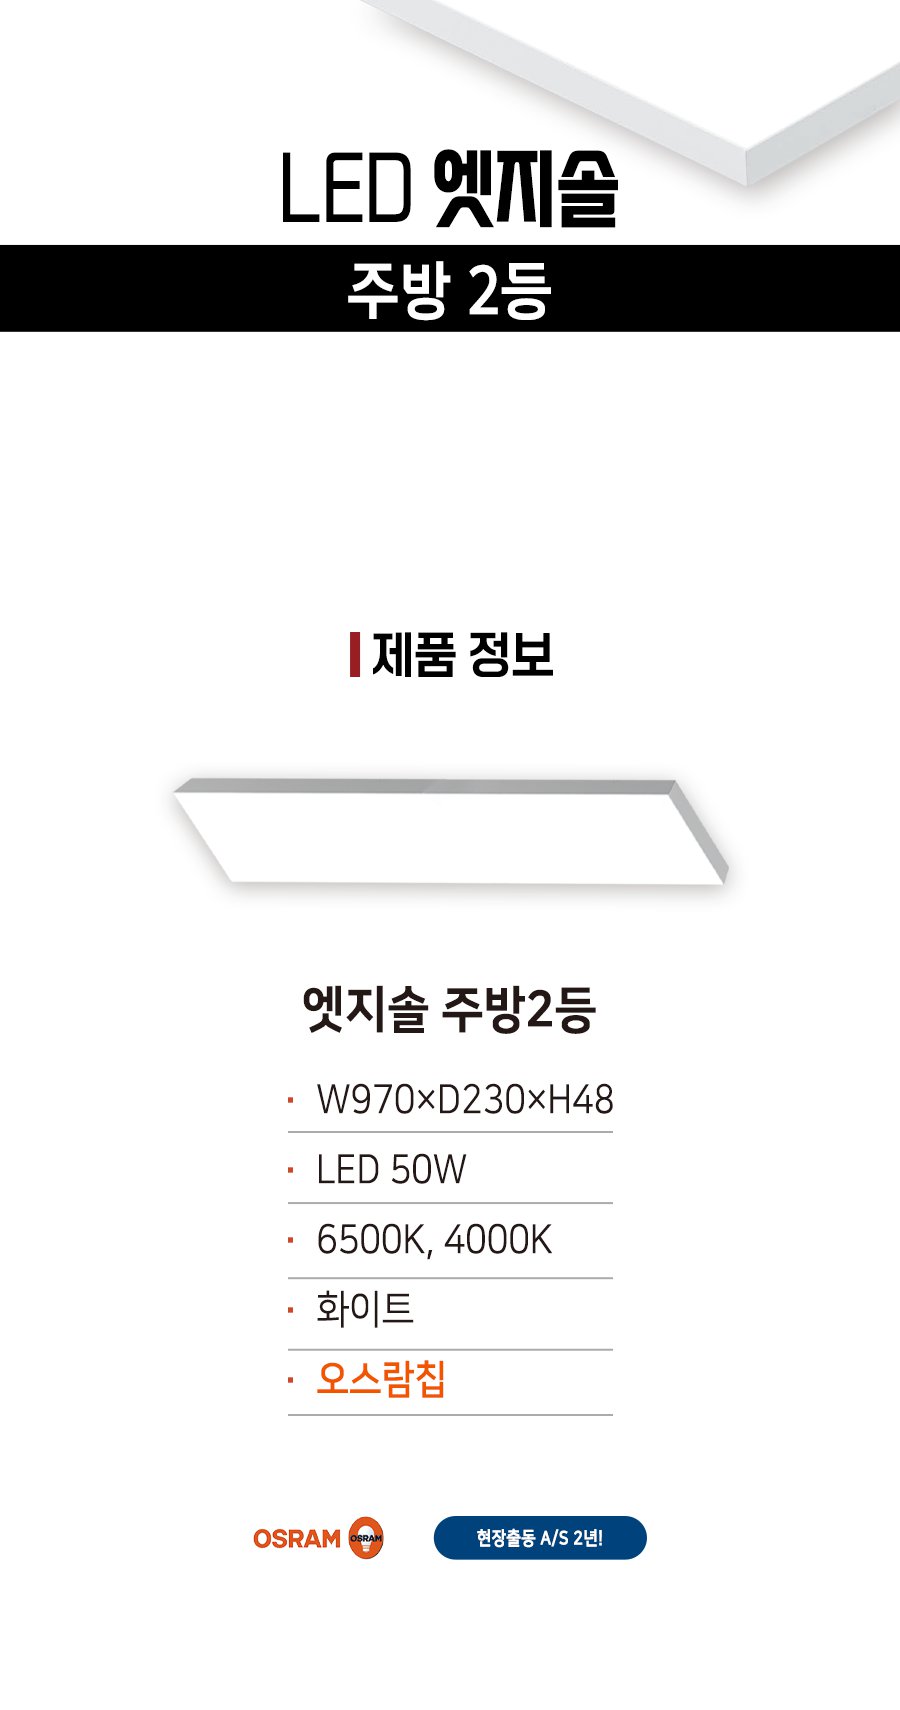 LED 엣지솔
주방 2등
제품 정보
엣지솔 주방2등
· W970×D230×H48
· LED 50W
· 6500K, 4000K
· 화이트
· 오스람칩
OSRAM OSRAM
현장출동 A/S 2년!